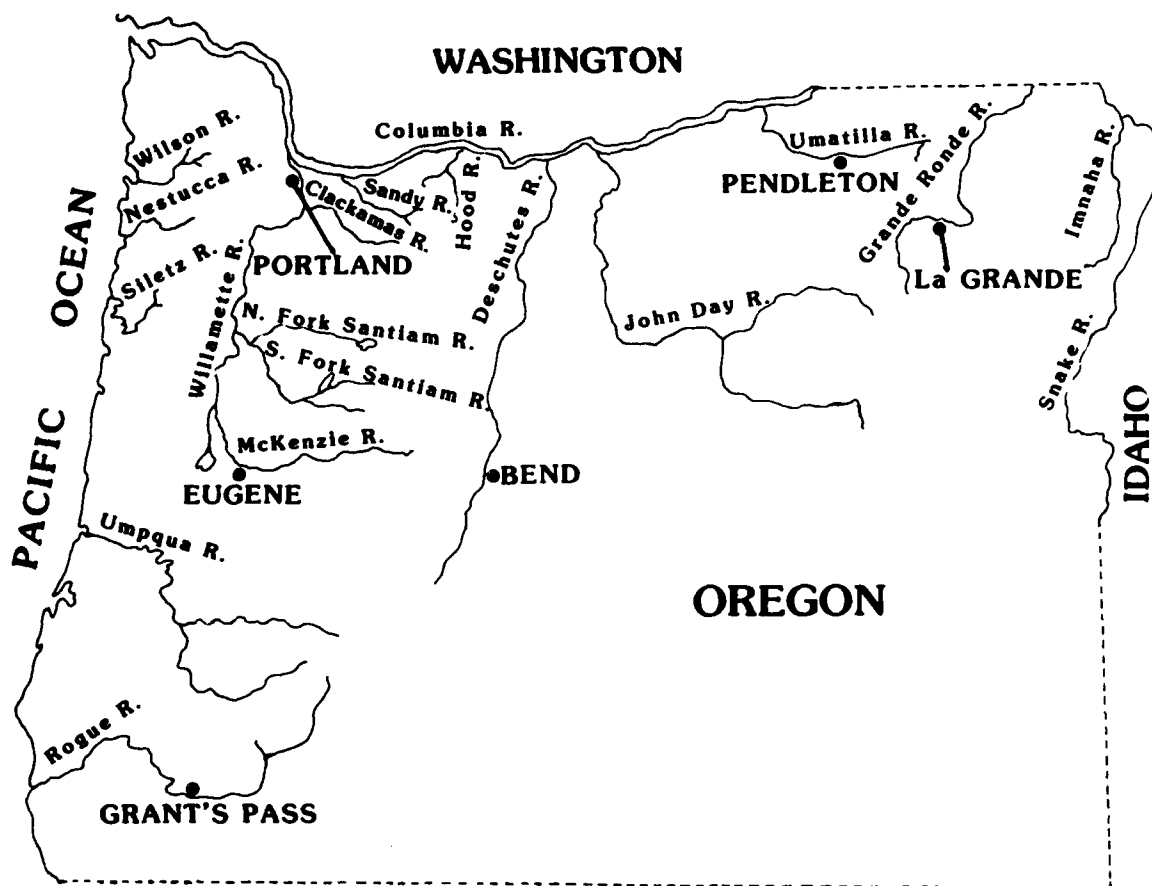 WASHINGTON
Columbia R.
Wilson R.
Nestucca R.
Siletz R.
PACIFIC OCEAN
Clackamas R.
Sandy R.
Hood R.
PORTLAND
Willamette R.
Deschutes R.
N. Fork Santiam R.
S. Fork Santiam R.
McKenzie R.
EUGENE
BEND
Umatilla R.
PENDLETON
Grande Ronde R.
La GRANDE
Imnaha R.
John Day R.
Snake R.
IDAHO
Umpqua R.
OREGON
Rogue R.
GRANT'S PASS